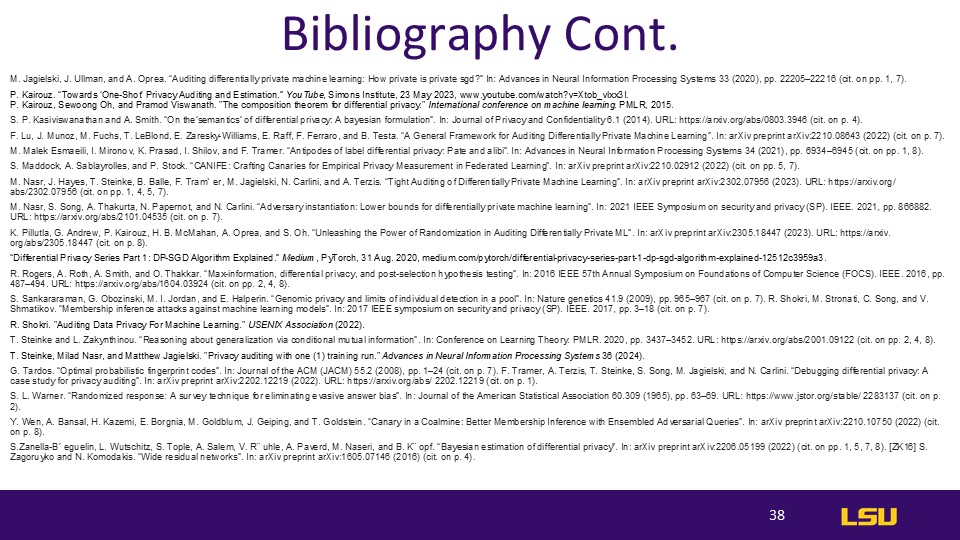 Bibliography Cont.
M. Jagielski, J. Ullman, and A. Oprea. “Auditing differentially private machine learning: How private is private sgd?” In: Advances in Neural Information Processing Systems 33 (2020), pp. 22205–22216 (cit. on pp. 1, 7).
P. Kairouz. “Towards ‘One-Shot’ Privacy Auditing and Estimation.” YouTube, Simons Institute, 23 May 2023, www.youtube.com/watch?v=Xtob_vlxx3I.
P. Kairouz, Sewoong Oh, and Pramod Viswanath. "The composition theorem for differential privacy." International conference on machine learning. PMLR, 2015.
S. P. Kasiviswanathan and A. Smith. “On the’semantics’ of differential privacy: A bayesian formulation”. In: Journal of Privacy and Confidentiality 6.1 (2014). URL: https://arxiv.org/abs/0803.3946 (cit. on p. 4).
F. Lu, J. Munoz, M. Fuchs, T. LeBlond, E. Zaresky-Williams, E. Raff, F. Ferraro, and B. Testa. “A General Framework for Auditing Differentially Private Machine Learning”. In: arXiv preprint arXiv:2210.08643 (2022) (cit. on p. 7).
M. Malek Esmaeili, I. Mironov, K. Prasad, I. Shilov, and F. Tramer. “Antipodes of label differential privacy: Pate and alibi”. In: Advances in Neural Information Processing Systems 34 (2021), pp. 6934–6945 (cit. on pp. 1, 8).
S. Maddock, A. Sablayrolles, and P. Stock. “CANIFE: Crafting Canaries for Empirical Privacy Measurement in Federated Learning”. In: arXiv preprint arXiv:2210.02912 (2022) (cit. on pp. 5, 7).
M. Nasr, J. Hayes, T. Steinke, B. Balle, F. Tram` er, M. Jagielski, N. Carlini, and A. Terzis. “Tight Auditing of Differentially Private Machine Learning”. In: arXiv preprint arXiv:2302.07956 (2023). URL: https://arxiv.org/
abs/2302.07956 (cit. on pp. 1, 4, 5, 7).
M. Nasr, S. Song, A. Thakurta, N. Papernot, and N. Carlini. “Adversary instantiation: Lower bounds for differentially private machine learning”. In: 2021 IEEE Symposium on security and privacy (SP). IEEE. 2021, pp. 866882.
URL: https://arxiv.org/abs/2101.04535 (cit. on p. 7).
K. Pillutla, G. Andrew, P. Kairouz, H. B. McMahan, A. Oprea, and S. Oh. “Unleashing the Power of Randomization in Auditing Differentially Private ML”. In: arXiv preprint arXiv:2305.18447 (2023). URL: https://arxiv.
org/abs/2305.18447 (cit. on p. 8).
“Differential Privacy Series Part 1: DP-SGD Algorithm Explained.” Medium , PyTorch, 31 Aug. 2020, medium.com/pytorch/differential-privacy-series-part-1-dp-sgd-algorithm-explained-12512c3959a3.
R. Rogers, A. Roth, A. Smith, and O. Thakkar. “Max-information, differential privacy, and post-selection hypothesis testing”. In: 2016 IEEE 57th Annual Symposium on Foundations of Computer Science (FOCS). IEEE. 2016, pp.
487–494. URL: https://arxiv.org/abs/1604.03924 (cit. on pp. 2, 4, 8).
S. Sankararaman, G. Obozinski, M. I. Jordan, and E. Halperin. “Genomic privacy and limits of individual detection in a pool”. In: Nature genetics 41.9 (2009), pp. 965–967 (cit. on p. 7). R. Shokri, M. Stronati, C. Song, and V.
Shmatikov. “Membership inference attacks against machine learning models”. In: 2017 IEEE symposium on security and privacy (SP). IEEE. 2017, pp. 3–18 (cit. on p. 7).
R. Shokri. "Auditing Data Privacy For Machine Learning." USENIX Association (2022).
T. Steinke and L. Zakynthinou. “Reasoning about generalization via conditional mutual information”. In: Conference on Learning Theory. PMLR. 2020, pp. 3437–3452. URL: https://arxiv.org/abs/2001.09122 (cit. on pp. 2, 4, 8).
T. Steinke, Milad Nasr, and Matthew Jagielski. "Privacy auditing with one (1) training run." Advances in Neural Information Processing Systems 36 (2024).
G. Tardos. “Optimal probabilistic fingerprint codes”. In: Journal of the ACM (JACM) 55.2 (2008), pp. 1–24 (cit. on p. 7). F. Tramer, A. Terzis, T. Steinke, S. Song, M. Jagielski, and N. Carlini. “Debugging differential privacy: A
case study for privacy auditing”. In: arXiv preprint arXiv:2202.12219 (2022). URL: https://arxiv.org/abs/ 2202.12219 (cit. on p. 1).
S. L. Warner. “Randomized response: A survey technique for eliminating evasive answer bias”. In: Journal of the American Statistical Association 60.309 (1965), pp. 63–69. URL: https://www.jstor.org/stable/ 2283137 (cit. on p.
2).
Y. Wen, A. Bansal, H. Kazemi, E. Borgnia, M. Goldblum, J. Geiping, and T. Goldstein. “Canary in a Coalmine: Better Membership Inference with Ensembled Adversarial Queries”. In: arXiv preprint arXiv:2210.10750 (2022) (cit.
on p. 8).
S.Zanella-B´ eguelin, L. Wutschitz, S. Tople, A. Salem, V. R¨ uhle, A. Paverd, M. Naseri, and B. K¨ opf. “Bayesian estimation of differential privacy”. In: arXiv preprint arXiv:2206.05199 (2022) (cit. on pp. 1, 5, 7, 8). [ZK16] S.
Zagoruyko and N. Komodakis. “Wide residual networks”. In: arXiv preprint arXiv:1605.07146 (2016) (cit. on p. 4).
38
LSU